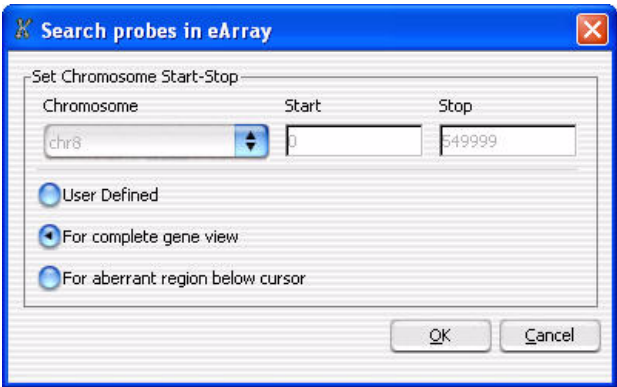 Search probes in eArray
Set Chromosome Start-Stop
Chromosome Start Stop
chr8 0 549999
User Defined
For complete gene view
For aberrant region below cursor
OK Cancel